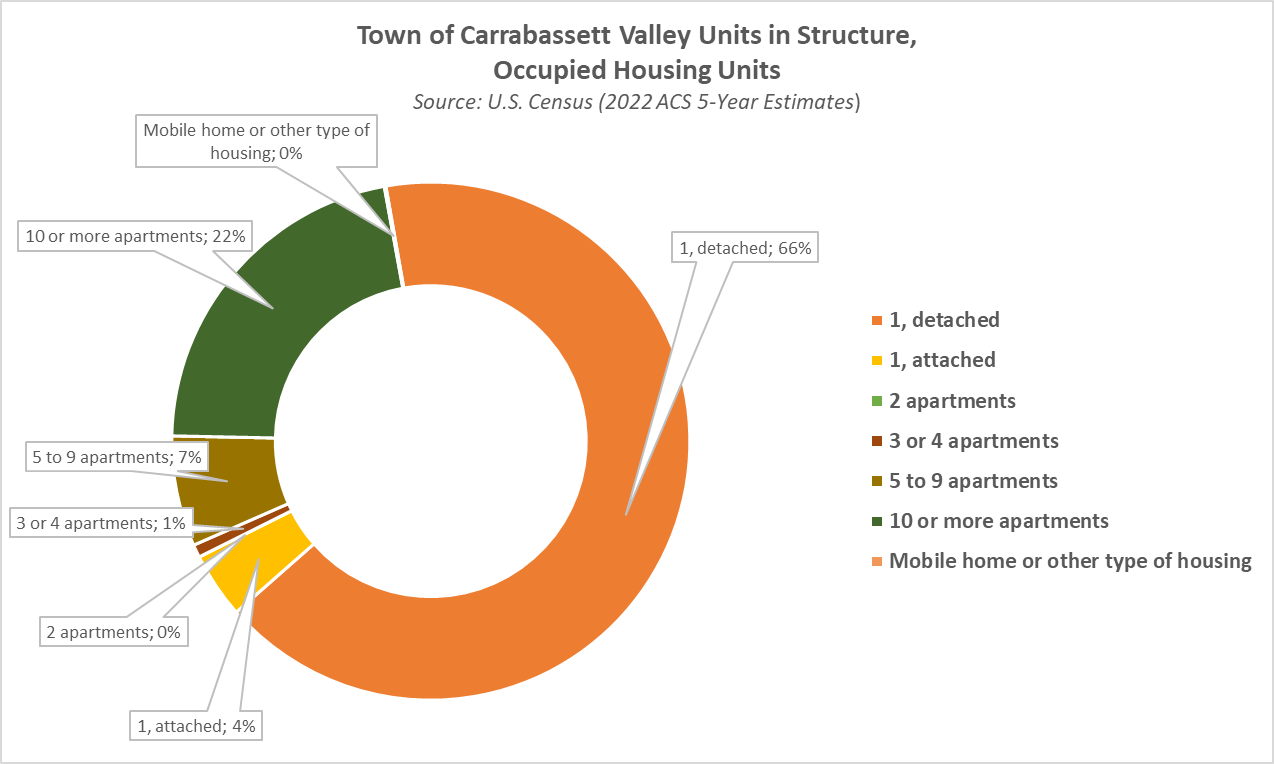 Town of Carrabassett Valley Units in Structure,
Occupied Housing Units
Source: U.S. Census (2022 ACS 5-Year Estimates)
Mobile home or other type of
housing; 0%
10 or more apartments; 22%
1, detached; 66%
5 to 9 apartments; 7%
3 or 4 apartments; 1%
2 apartments; 0%
1, attached; 4%
1, detached
1, attached
2 apartments
3 or 4 apartments
5 to 9 apartments
10 or more apartments
Mobile home or other type of housing